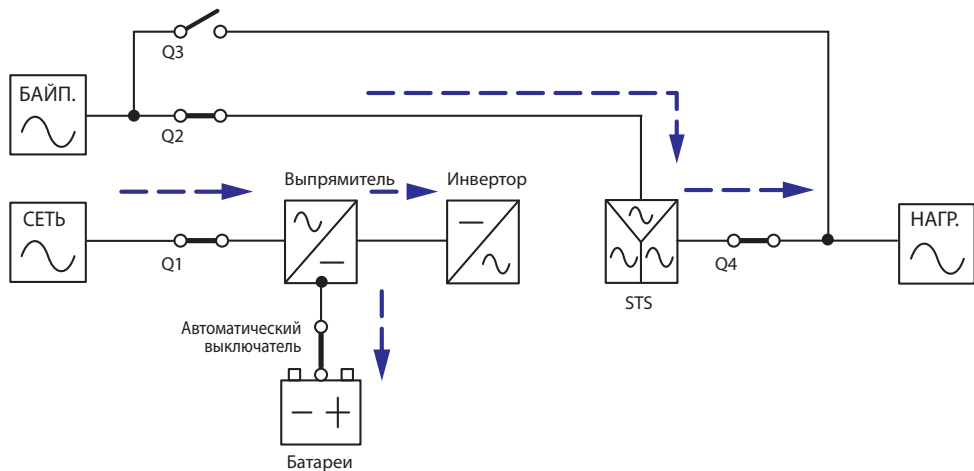 Q3
БАЙП.
Q2
Выпрямитель
Инвертор
СЕТЬ
НАГР.
Q1
Q4
STS
Автоматический
выключатель
Батареи